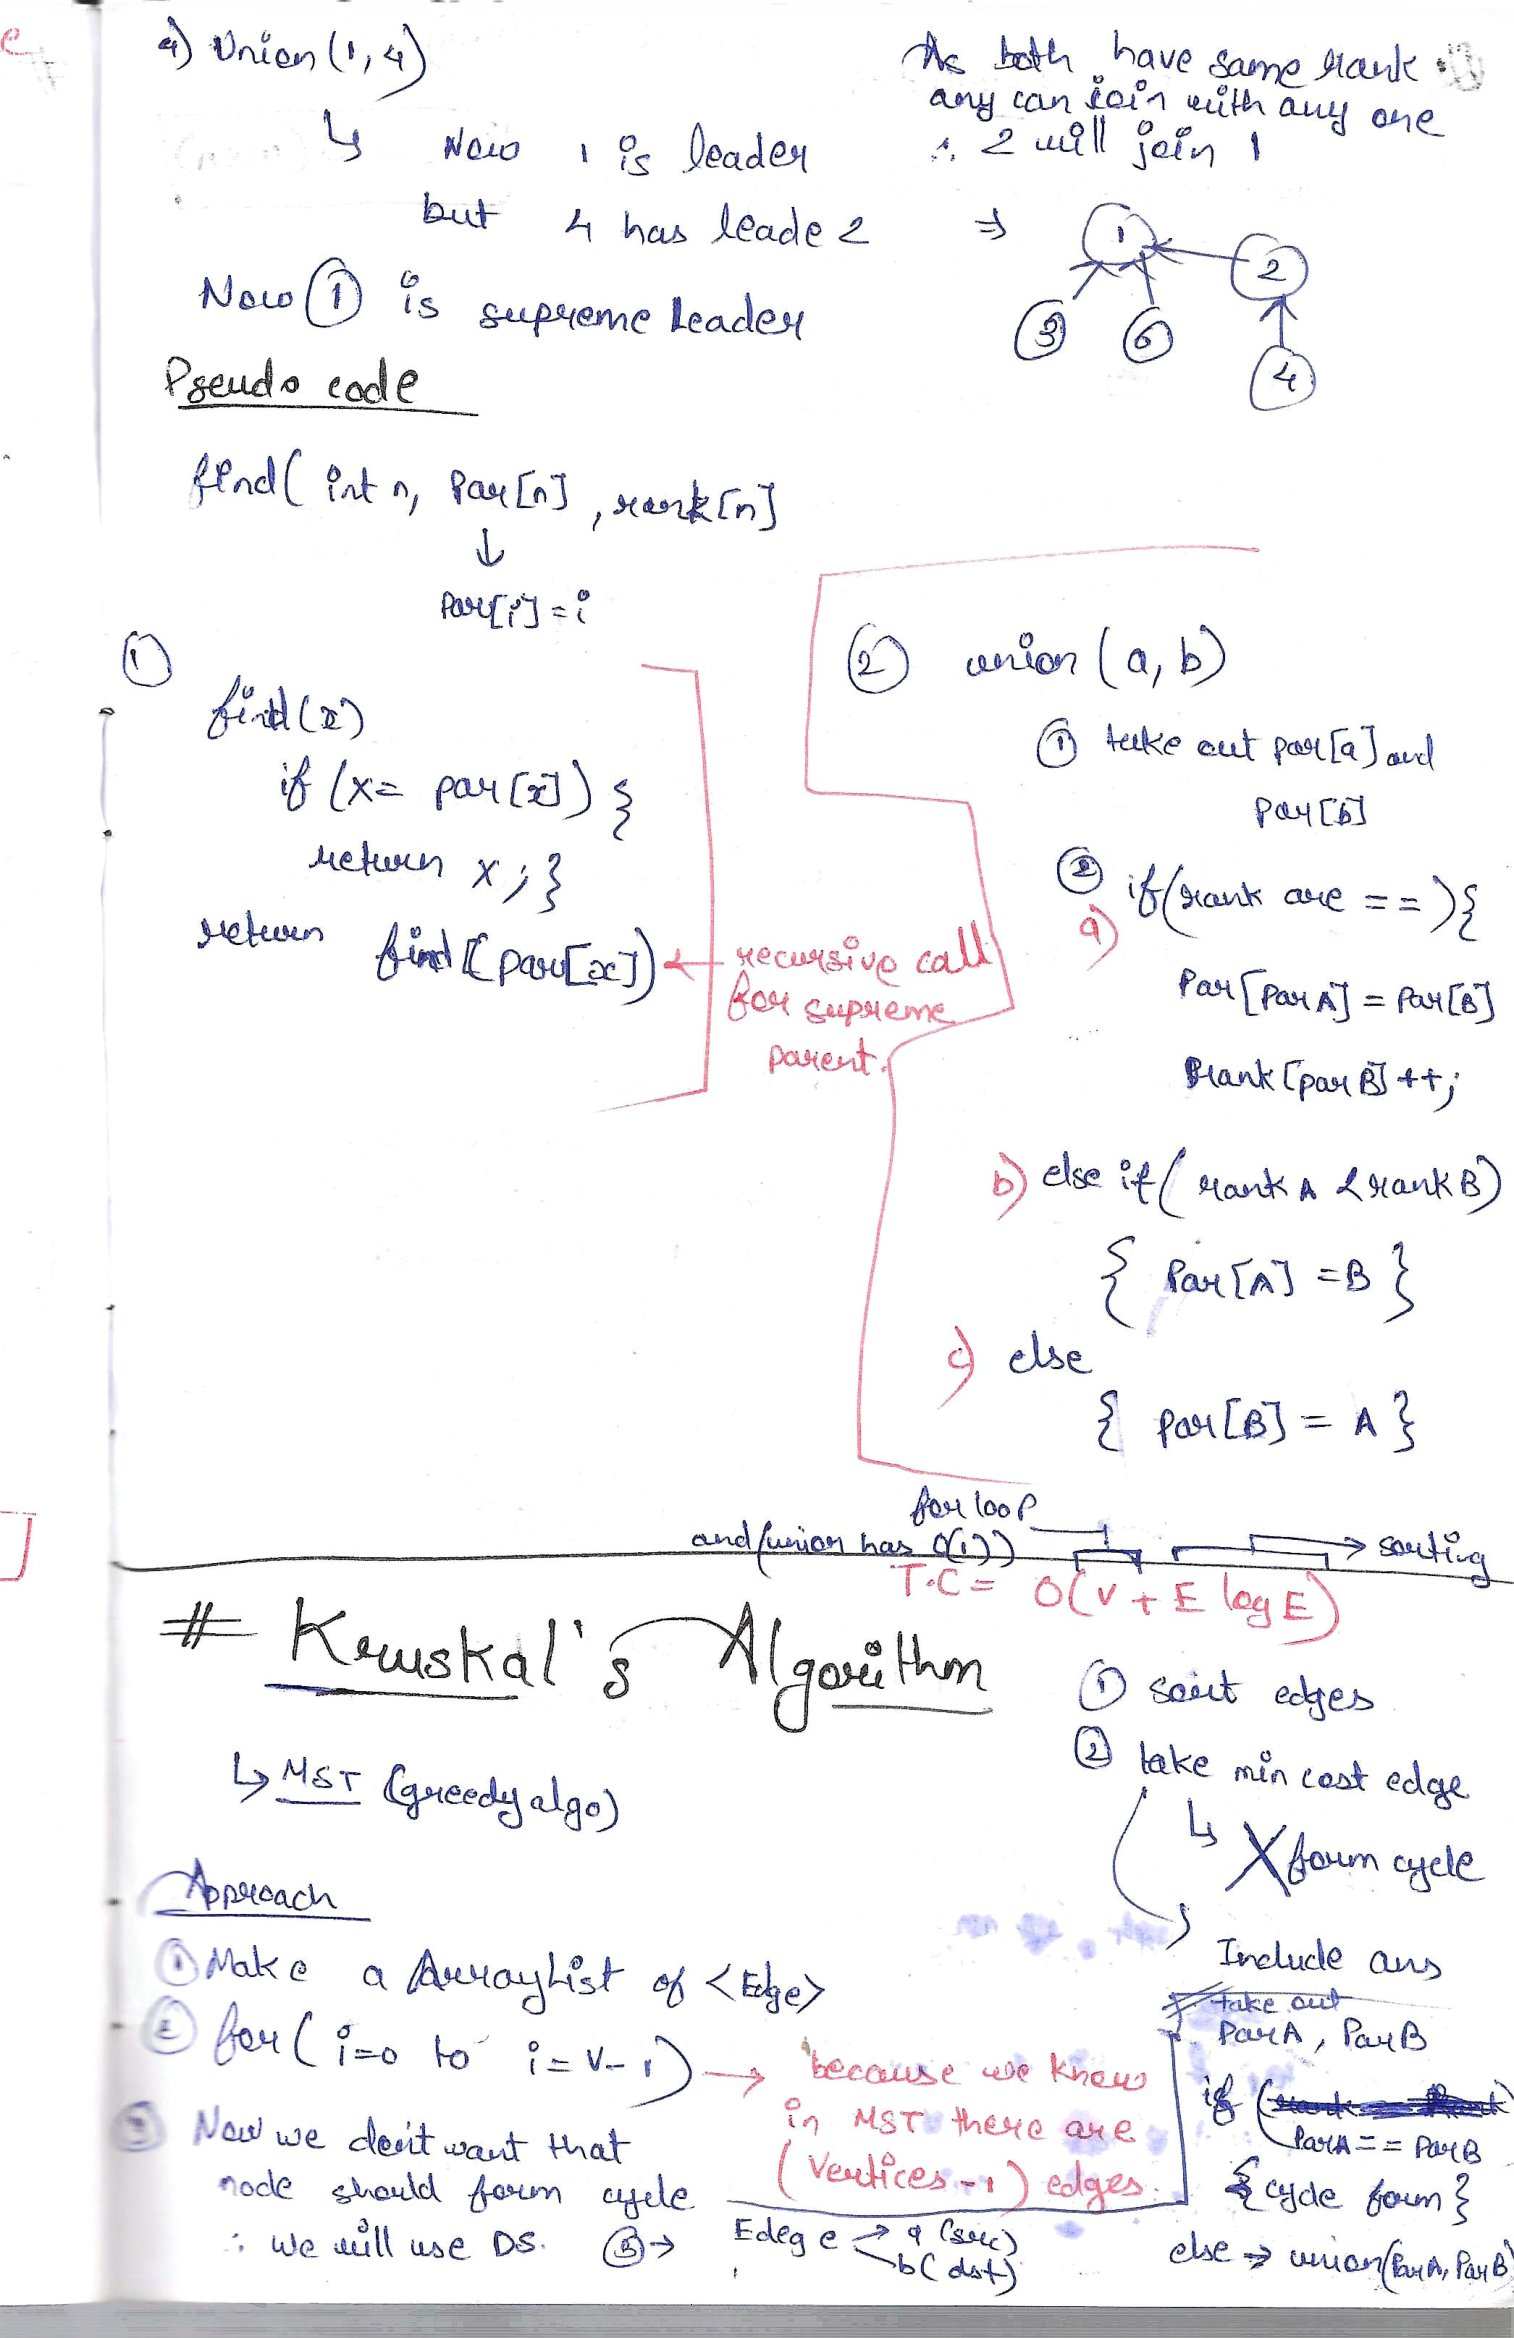 4) Union (1, 4)
↳ Now 1 is leader
but 4 has leade 2
Now ① is supreme Leader
As both have same rank
any can join with any one
∴ 2 will join 1
⇒
1
2
3
6
4
Pseudo code
find( int n, Par[n], rank[n]
↓
Par[i] = i
①
find(x)
if (x= par[x]) {
return x ; }
return find(par[x])
← recursive call
for supreme
parent.
② union (a, b)
① take out par[a] and
Par[b]
② if(rank are == ){
a)
Par[Par A] = Par[B]
Rank[par B]++;
b) else if( rank A < rank B)
{ Par[A] = B }
c) else
{ par[B] = A }
for loop
and (union has O(1))
→ sorting
T.C = O(V + E log E)
# Kruskal's Algorithm
↳ MST (greedy algo)
① sort edges
② take min cost edge
↳ X form cycle
Include ans
Approach
① Make a ArrayList of <Edge>
② for( i=0 to i = V-1) → because we know
in MST there are
(Vertices -1) edges.
③ Now we don't want that
node should form cycle
∴ we will use DS.
③→ Edeg e → a (src)
b( dst)
take out
ParA, ParB
if (
ParA == ParB
{cycle form}
else ⇒ union(ParA, ParB)